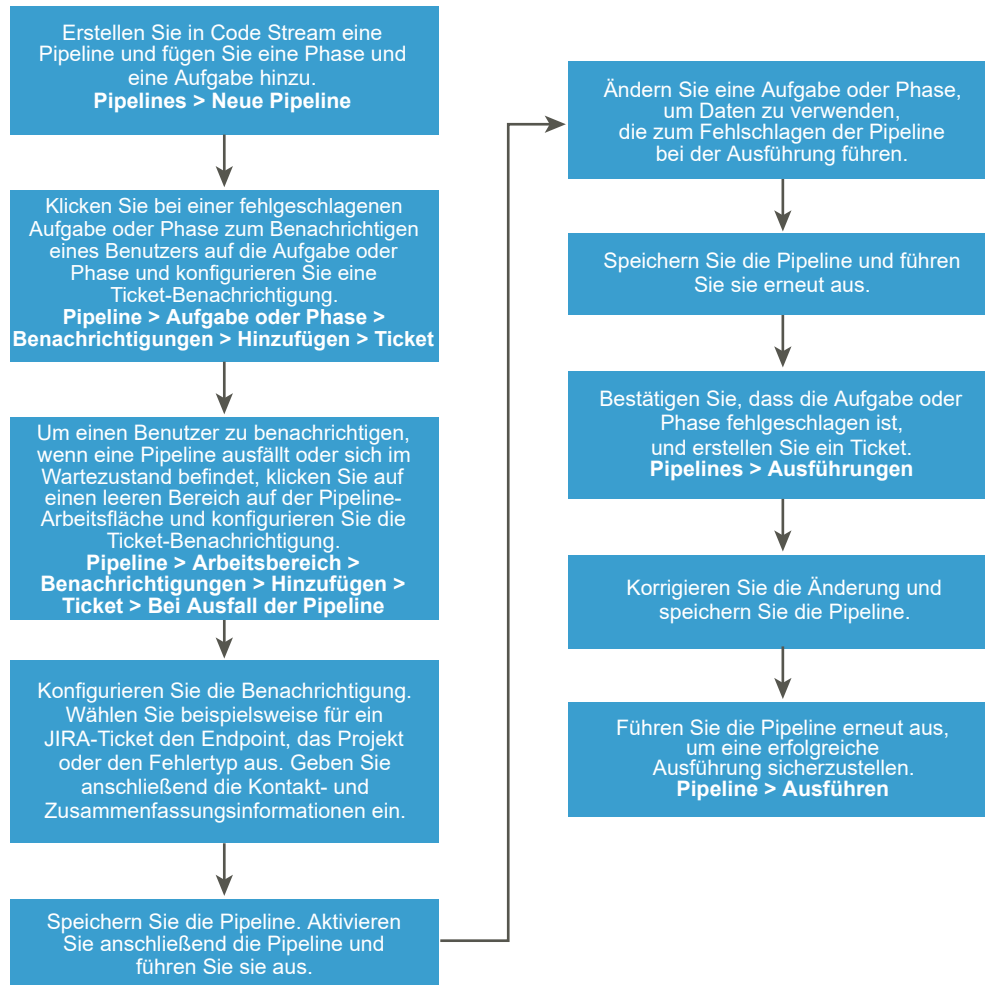 Erstellen Sie in Code Stream eine
Pipeline und fügen Sie eine Phase und
eine Aufgabe hinzu.
Pipelines > Neue Pipeline
Klicken Sie bei einer fehlgeschlagenen
Aufgabe oder Phase zum Benachrichtigen
eines Benutzers auf die Aufgabe oder
Phase und konfigurieren Sie eine
Ticket-Benachrichtigung.
Pipeline > Aufgabe oder Phase >
Benachrichtigungen > Hinzufügen > Ticket
Um einen Benutzer zu benachrichtigen,
wenn eine Pipeline ausfällt oder sich im
Wartezustand befindet, klicken Sie auf
einen leeren Bereich auf der Pipeline-
Arbeitsfläche und konfigurieren Sie die
Ticket-Benachrichtigung.
Pipeline > Arbeitsbereich >
Benachrichtigungen > Hinzufügen >
Ticket > Bei Ausfall der Pipeline
Konfigurieren Sie die Benachrichtigung.
Wählen Sie beispielsweise für ein
JIRA-Ticket den Endpoint, das Projekt
oder den Fehlertyp aus. Geben Sie
anschließend die Kontakt- und
Zusammenfassungsinformationen ein.
Speichern Sie die Pipeline. Aktivieren
Sie anschließend die Pipeline und
führen Sie sie aus.
Ändern Sie eine Aufgabe oder Phase,
um Daten zu verwenden,
die zum Fehlschlagen der Pipeline
bei der Ausführung führen.
Speichern Sie die Pipeline und führen
Sie sie erneut aus.
Bestätigen Sie, dass die Aufgabe oder
Phase fehlgeschlagen ist,
und erstellen Sie ein Ticket.
Pipelines > Ausführungen
Korrigieren Sie die Änderung und
speichern Sie die Pipeline.
Führen Sie die Pipeline erneut aus,
um eine erfolgreiche
Ausführung sicherzustellen.
Pipeline > Ausführen